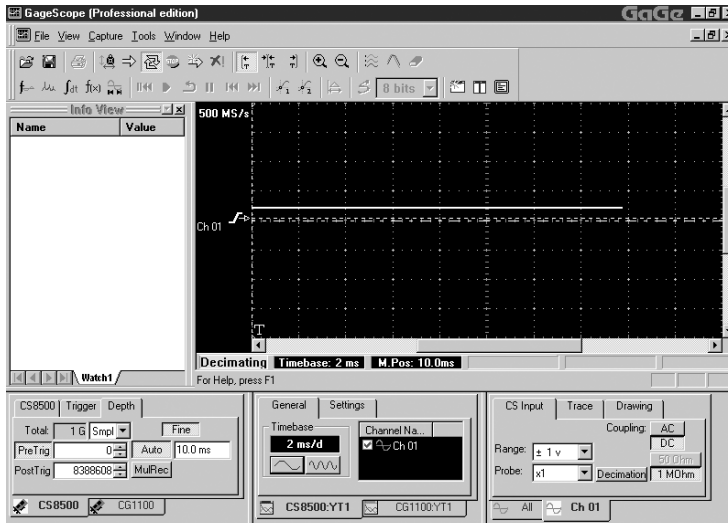 GageScope (Professional edition)
GaGe
File View Capture Tools Window Help
8 bits
Info View
Name Value
500 MS/s
Ch 01
T
Decimating Timebase: 2 ms M.Pos: 10.0ms
Watch1
For Help, press F1
CS8500 Trigger Depth
Total: 1 G Smpl Fine
PreTrig 0 Auto 10.0 ms
PostTrig 8388608 MulRec
CS8500 CG1100
General Settings
Timebase
2 ms/d
Channel Na...
Ch 01
CS8500:YT1 CG1100:YT1
CS Input Trace Drawing
Coupling: AC
DC
Range: ± 1 v 50 Ohm
Probe: x1 Decimation 1 MOhm
All Ch 01